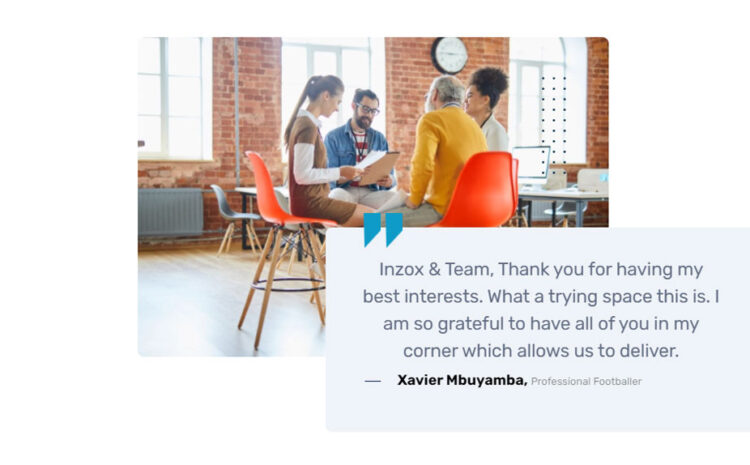 Inzox & Team, Thank you for having my
best interests. What a trying space this is. I
am so grateful to have all of you in my
corner which allows us to deliver.
— Xavier Mbuyamba, Professional Footballer